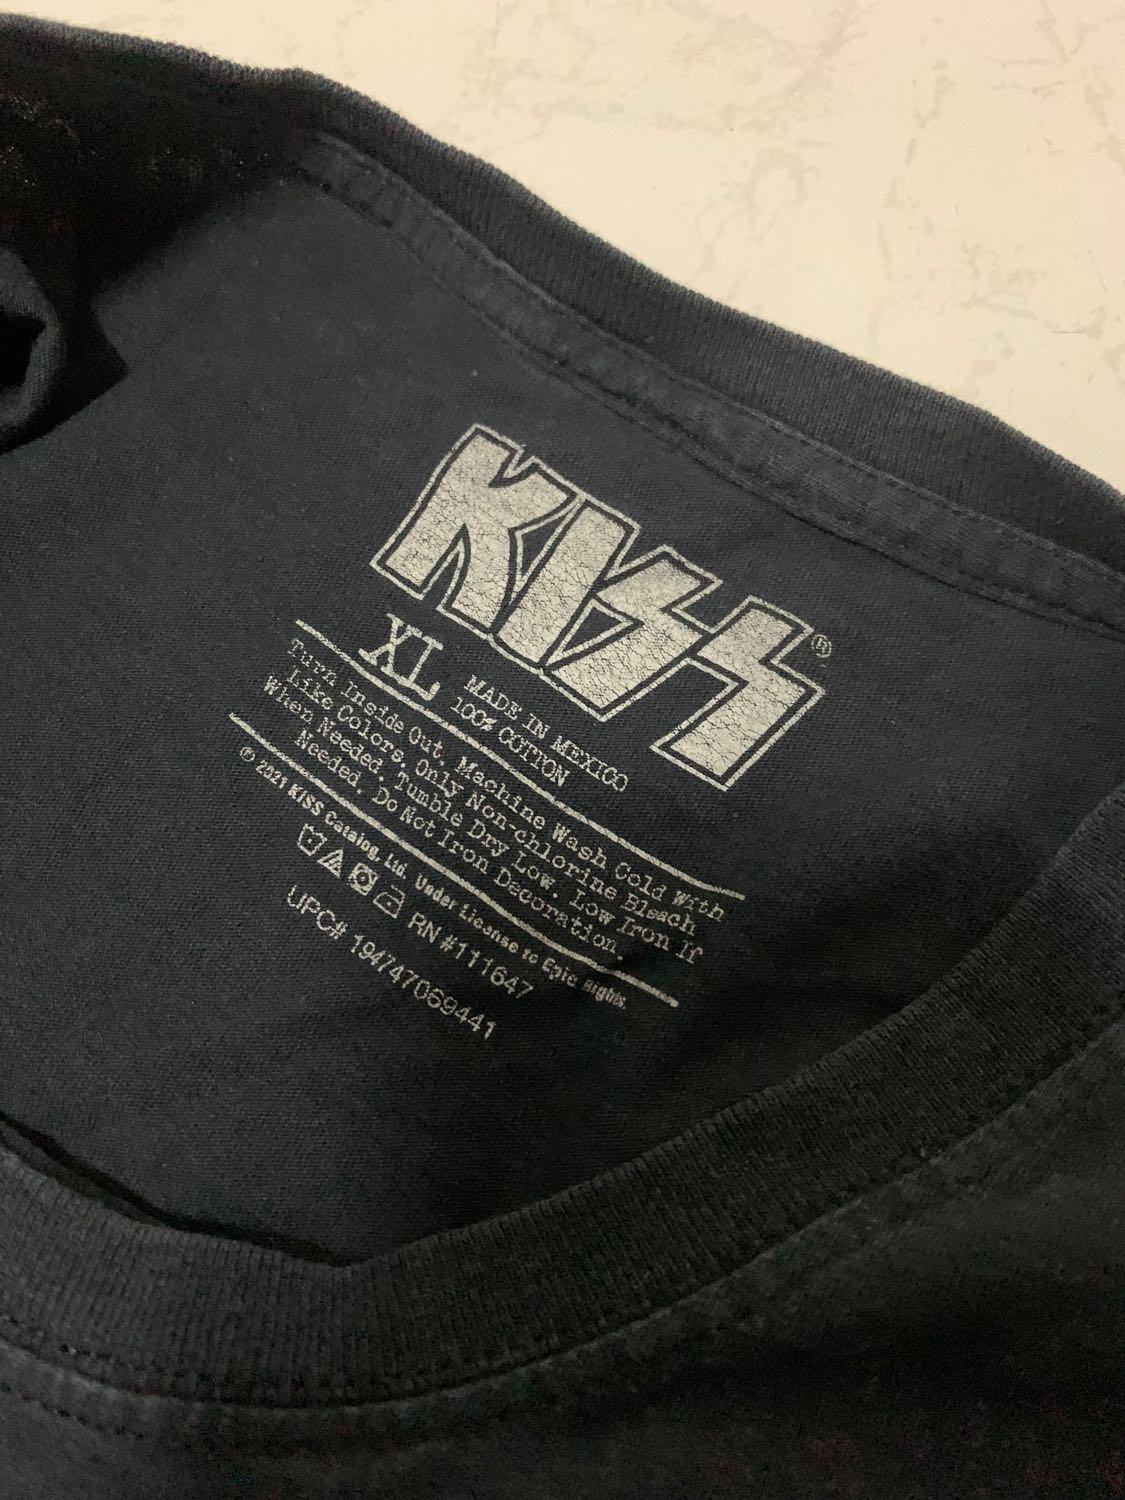 KISS®
XL
MADE IN MEXICO
100% COTTON
Turn Inside Out. Machine Wash Cold With
Like Colors. Only Non-chlorine Bleach
When Needed. Tumble Dry Low. Low Iron If
Needed. Do Not Iron Decoration.
© 2021 KISS Catalog, Ltd. Under License to Epic Rights.
RN #111647
UPC# 194747069441